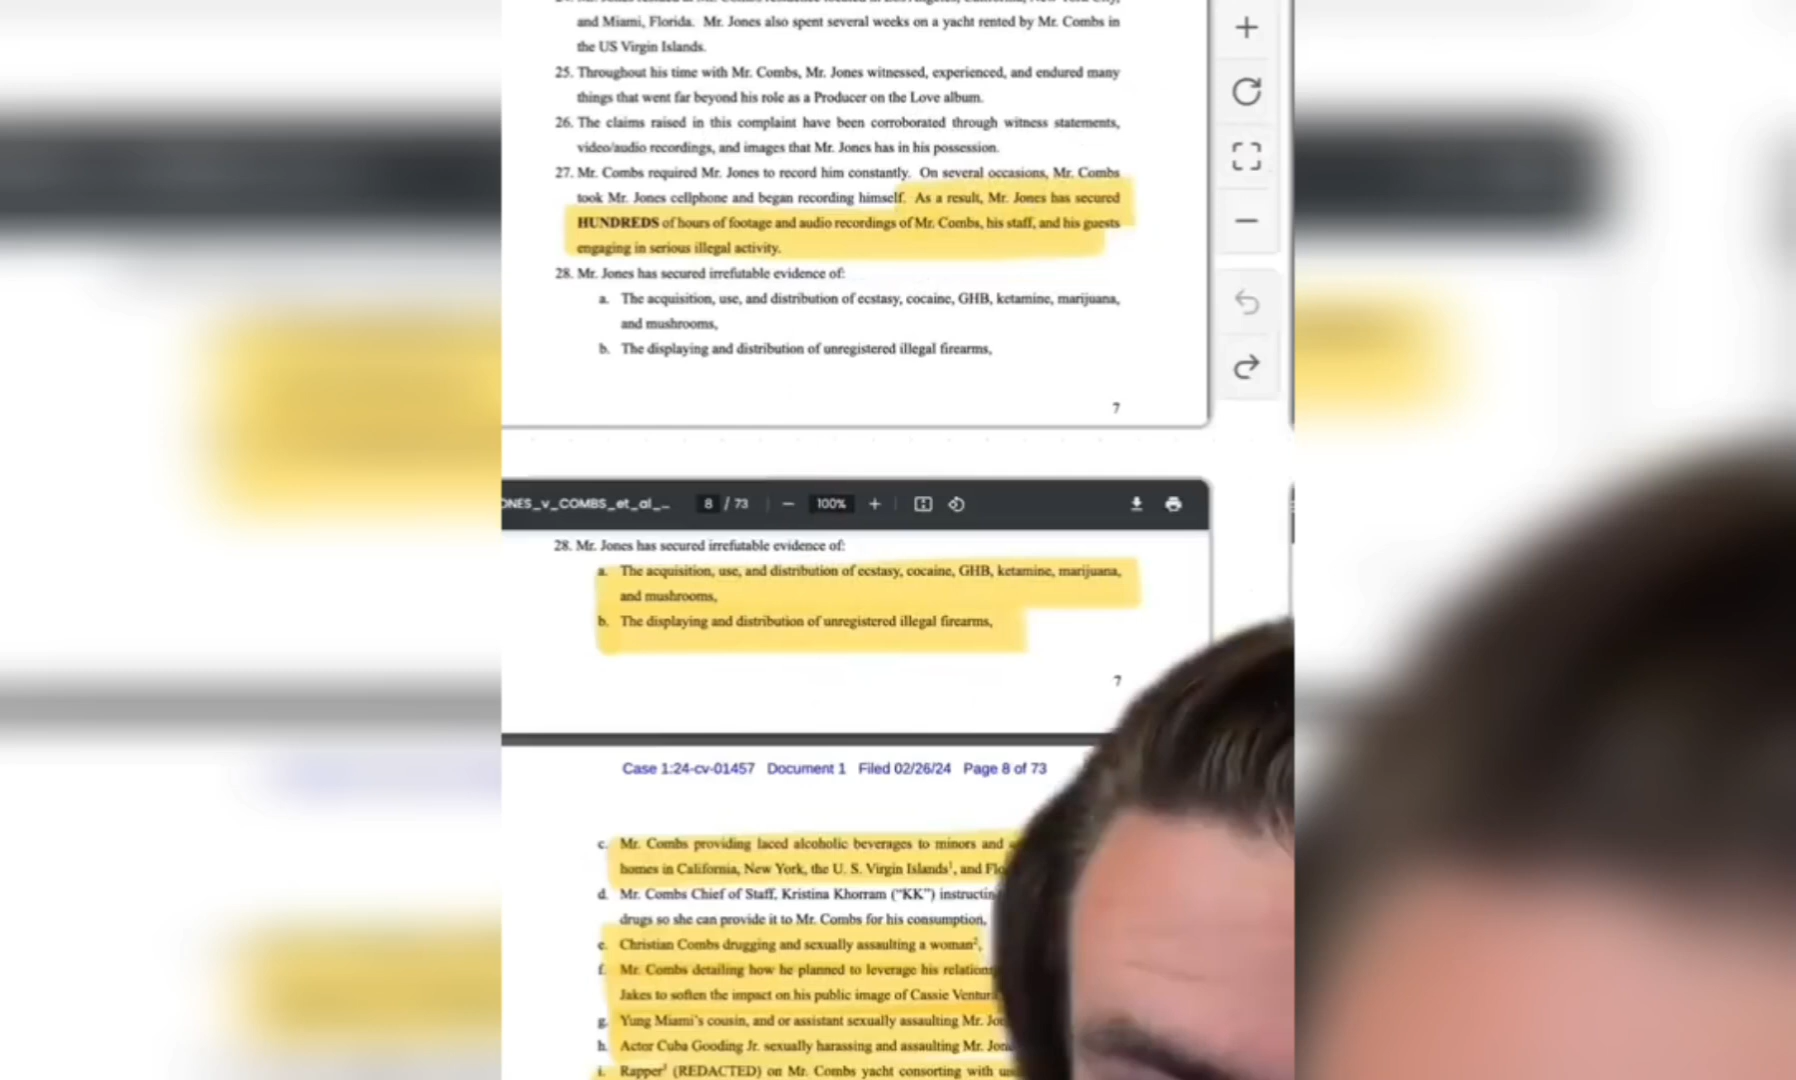 and Miami, Florida. Mr. Jones also spent several weeks on a yacht rented by Mr. Combs in
the US Virgin Islands.
25. Throughout his time with Mr. Combs, Mr. Jones witnessed, experienced, and endured many
things that went far beyond his role as a Producer on the Love album.
26. The claims raised in this complaint have been corroborated through witness statements,
video/audio recordings, and images that Mr. Jones has in his possession.
27. Mr. Combs required Mr. Jones to record him constantly. On several occasions, Mr. Combs
took Mr. Jones cellphone and began recording himself. As a result, Mr. Jones has secured
HUNDREDS of hours of footage and audio recordings of Mr. Combs, his staff, and his guests
engaging in serious illegal activity.
28. Mr. Jones has secured irrefutable evidence of:
a. The acquisition, use, and distribution of ecstasy, cocaine, GHB, ketamine, marijuana,
and mushrooms,
b. The displaying and distribution of unregistered illegal firearms,
7
ONES_v_COMBS_et_al_... 8 / 73 100%
28. Mr. Jones has secured irrefutable evidence of:
a. The acquisition, use, and distribution of ecstasy, cocaine, GHB, ketamine, marijuana,
and mushrooms,
b. The displaying and distribution of unregistered illegal firearms,
7
Case 1:24-cv-01457 Document 1 Filed 02/26/24 Page 8 of 73
c. Mr. Combs providing laced alcoholic beverages to minors and
homes in California, New York, the U. S. Virgin Islands¹, and Flo
d. Mr. Combs Chief of Staff, Kristina Khorram ("KK") instructin
drugs so she can provide it to Mr. Combs for his consumption,
e. Christian Combs drugging and sexually assaulting a woman²,
f. Mr. Combs detailing how he planned to leverage his relations
Jakes to soften the impact on his public image of Cassie Ventura
g. Yung Miami's cousin, and or assistant sexually assaulting Mr. Jon
h. Actor Cuba Gooding Jr. sexually harassing and assaulting Mr. Jon
i. Rapper³ (REDACTED) on Mr. Combs yacht consorting with